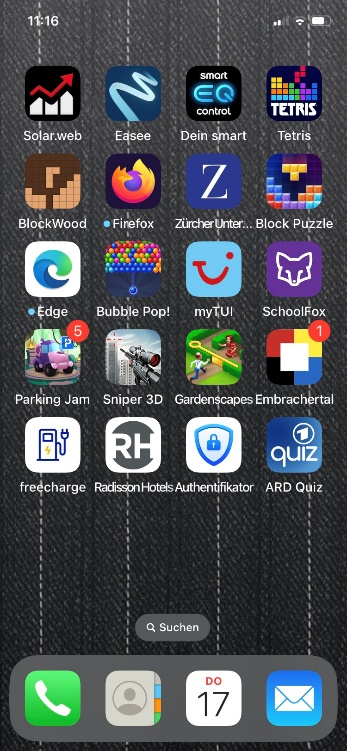 11:16
smart
EQ
control
TETRIS
Solar.web
Easee
Dein smart
Tetris
Z
BlockWood
Firefox
Zürcher Unter...
Block Puzzle
Edge
Bubble Pop!
myTUI
SchoolFox
5
P
1
Parking Jam
Sniper 3D
Gardenscapes
Embrachertal
RH
quiz
freecharge
RadissonHotels
Authentifikator
ARD Quiz
Suchen
DO
17